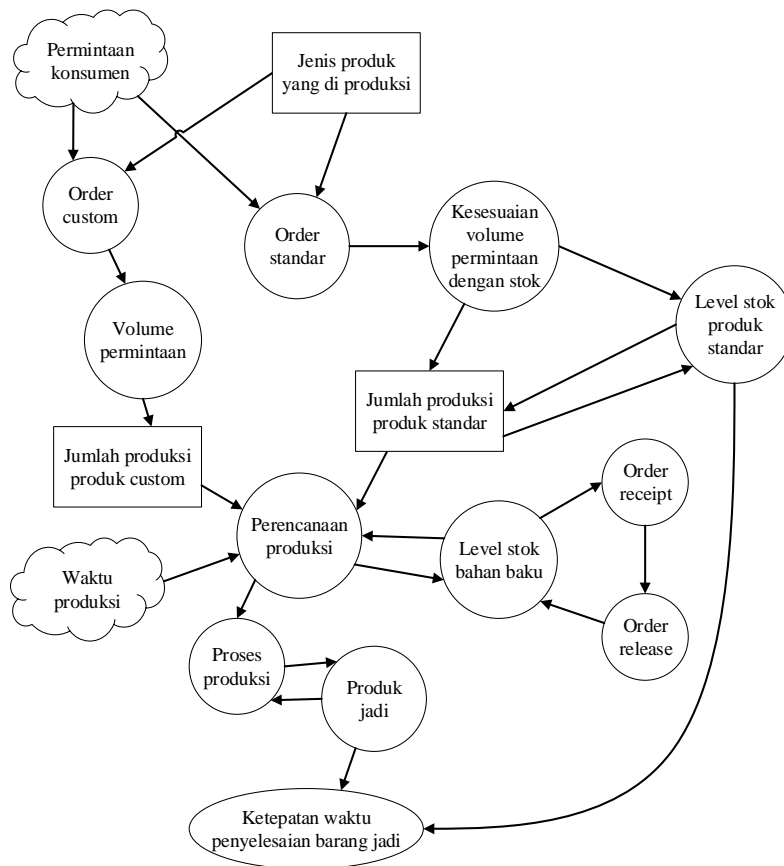 Permintaan
konsumen
Jenis produk
yang di produksi
Order
custom
Order
standar
Kesesuaian
volume
permintaan
dengan stok
Level stok
produk
standar
Volume
permintaan
Jumlah produksi
produk standar
Jumlah produksi
produk custom
Order
receipt
Perencanaan
produksi
Level stok
bahan baku
Waktu
produksi
Order
release
Proses
produksi
Produk
jadi
Ketepatan waktu
penyelesaian barang jadi